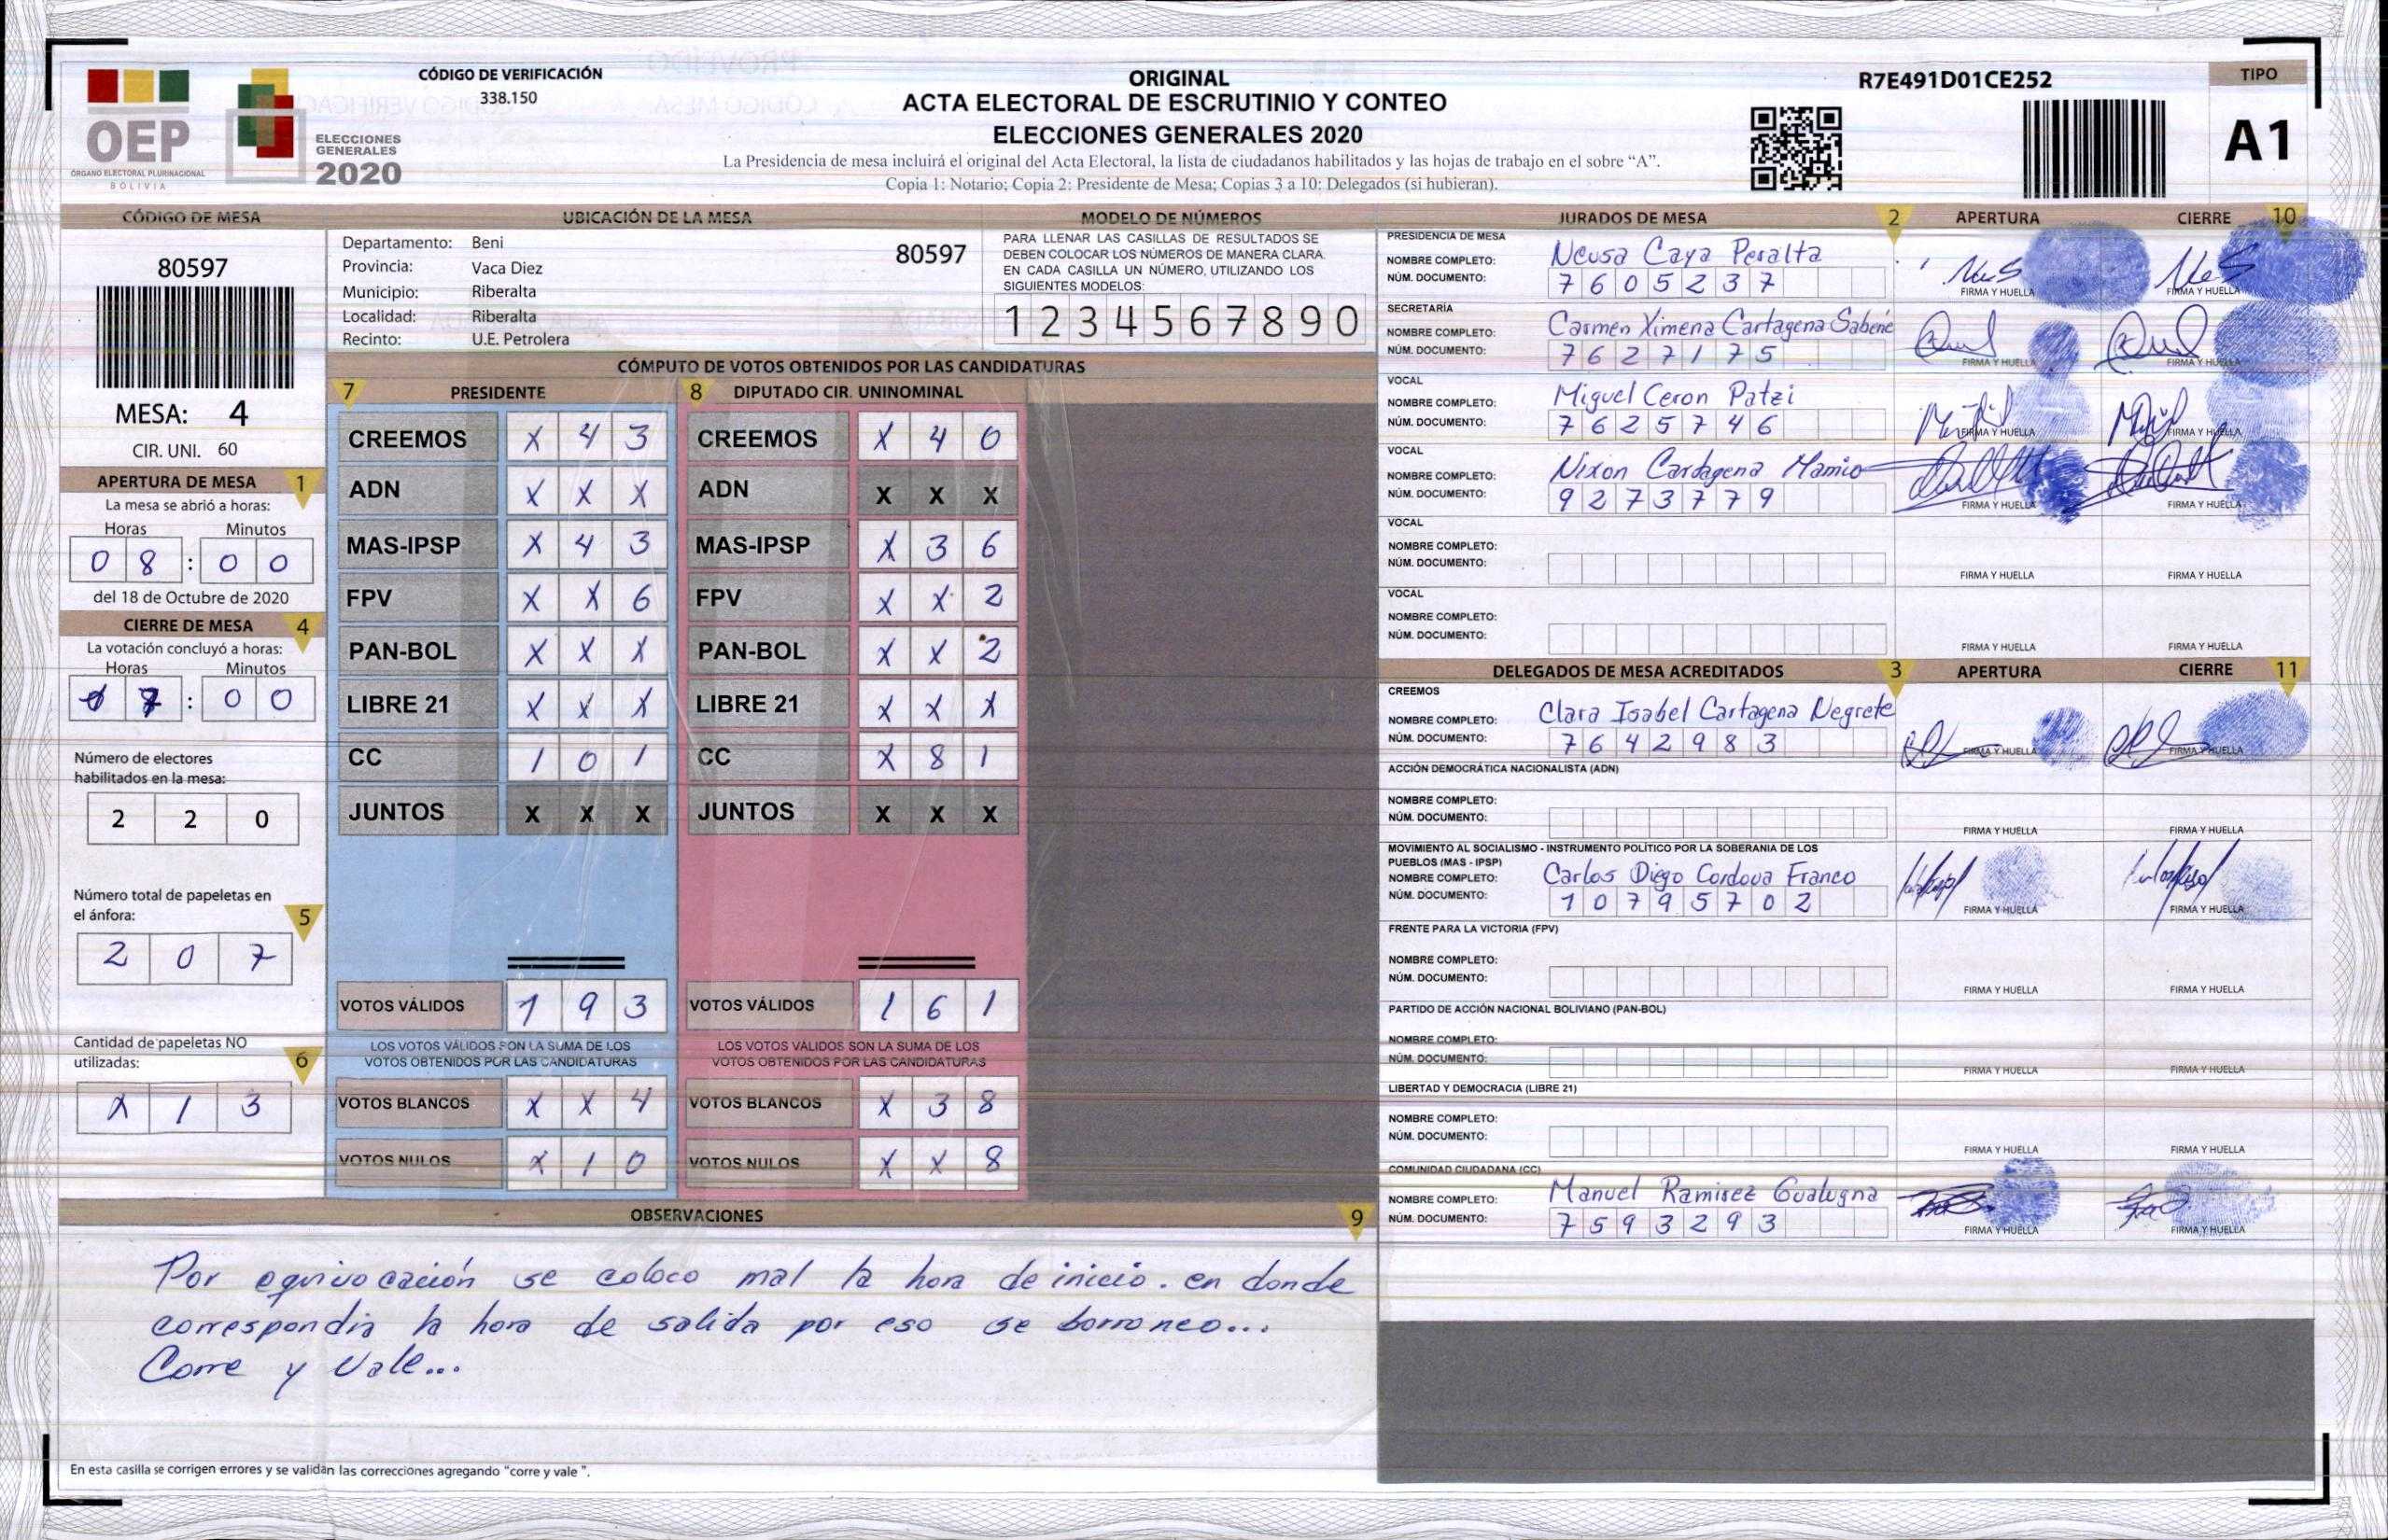 CÓDIGO DE VERIFICACIÓN
338.150
OEP
ÓRGANO ELECTORAL PLURINACIONAL
BOLIVIA
ELECCIONES
GENERALES
2020
ORIGINAL
ACTA ELECTORAL DE ESCRUTINIO Y CONTEO
ELECCIONES GENERALES 2020
La Presidencia de mesa incluirá el original del Acta Electoral, la lista de ciudadanos habilitados y las hojas de trabajo en el sobre “A”.
Copia 1: Notario; Copia 2: Presidente de Mesa; Copias 3 a 10: Delegados (si hubieran).
R7E491D01CE252
TIPO
A1
CÓDIGO DE MESA
80597
MESA: 4
CIR. UNI. 60
APERTURA DE MESA 1
La mesa se abrió a horas:
Horas Minutos
0 8 : 0 0
del 18 de Octubre de 2020
CIERRE DE MESA 4
La votación concluyó a horas:
Horas Minutos
1 7 : 0 0
Número de electores
habilitados en la mesa:
2 2 0
Número total de papeletas en
el ánfora: 5
2 0 7
Cantidad de papeletas NO
utilizadas: 6
X 1 3
UBICACIÓN DE LA MESA
Departamento: Beni 80597
Provincia: Vaca Diez
Municipio: Riberalta
Localidad: Riberalta
Recinto: U.E. Petrolera
MODELO DE NÚMEROS
PARA LLENAR LAS CASILLAS DE RESULTADOS SE
DEBEN COLOCAR LOS NÚMEROS DE MANERA CLARA.
EN CADA CASILLA UN NÚMERO, UTILIZANDO LOS
SIGUIENTES MODELOS:
1 2 3 4 5 6 7 8 9 0
CÓMPUTO DE VOTOS OBTENIDOS POR LAS CANDIDATURAS
7 PRESIDENTE 8 DIPUTADO CIR. UNINOMINAL
CREEMOS X 4 3 CREEMOS X 4 0
ADN X X X ADN X X X
MAS-IPSP X 4 3 MAS-IPSP X 3 6
FPV X X 6 FPV X X 2
PAN-BOL X X X PAN-BOL X X 2
LIBRE 21 X X X LIBRE 21 X X X
CC 1 0 1 CC X 8 1
JUNTOS X X X JUNTOS X X X
VOTOS VÁLIDOS 1 9 3 VOTOS VÁLIDOS 1 6 1
LOS VOTOS VÁLIDOS SON LA SUMA DE LOS LOS VOTOS VÁLIDOS SON LA SUMA DE LOS
VOTOS OBTENIDOS POR LAS CANDIDATURAS VOTOS OBTENIDOS POR LAS CANDIDATURAS
VOTOS BLANCOS X X 4 VOTOS BLANCOS X 3 8
VOTOS NULOS X 1 0 VOTOS NULOS X X 8
OBSERVACIONES 9
Por equivocación se coloco mal la hora de inicio. en donde
correspondia la hora de salida por eso se borroneo...
Corre y Vale...
En esta casilla se corrigen errores y se validan las correcciones agregando “corre y vale ”.
JURADOS DE MESA 2 APERTURA CIERRE 10
PRESIDENCIA DE MESA
NOMBRE COMPLETO: Neusa Caya Peralta
NÚM. DOCUMENTO: 7 6 0 5 2 3 7 FIRMA Y HUELLA FIRMA Y HUELLA
SECRETARÍA
NOMBRE COMPLETO: Carmen Ximena Cartagena Sabene
NÚM. DOCUMENTO: 7 6 2 7 1 7 5 FIRMA Y HUELLA FIRMA Y HUELLA
VOCAL
NOMBRE COMPLETO: Miguel Ceron Patzi
NÚM. DOCUMENTO: 7 6 2 5 7 4 6 FIRMA Y HUELLA FIRMA Y HUELLA
VOCAL
NOMBRE COMPLETO: Nixon Cardagena Mamio
NÚM. DOCUMENTO: 9 2 7 3 7 7 9 FIRMA Y HUELLA FIRMA Y HUELLA
VOCAL
NOMBRE COMPLETO:
NÚM. DOCUMENTO: FIRMA Y HUELLA FIRMA Y HUELLA
VOCAL
NOMBRE COMPLETO:
NÚM. DOCUMENTO: FIRMA Y HUELLA FIRMA Y HUELLA
DELEGADOS DE MESA ACREDITADOS 3 APERTURA CIERRE 11
CREEMOS
NOMBRE COMPLETO: Clara Isabel Cartagena Negrete
NÚM. DOCUMENTO: 7 6 4 2 9 8 3 FIRMA Y HUELLA FIRMA Y HUELLA
ACCIÓN DEMOCRÁTICA NACIONALISTA (ADN)
NOMBRE COMPLETO:
NÚM. DOCUMENTO: FIRMA Y HUELLA FIRMA Y HUELLA
MOVIMIENTO AL SOCIALISMO - INSTRUMENTO POLÍTICO POR LA SOBERANIA DE LOS
PUEBLOS (MAS - IPSP)
NOMBRE COMPLETO: Carlos Diego Cordova Franco
NÚM. DOCUMENTO: 1 0 7 9 5 7 0 2 FIRMA Y HUELLA FIRMA Y HUELLA
FRENTE PARA LA VICTORIA (FPV)
NOMBRE COMPLETO:
NÚM. DOCUMENTO: FIRMA Y HUELLA FIRMA Y HUELLA
PARTIDO DE ACCIÓN NACIONAL BOLIVIANO (PAN-BOL)
NOMBRE COMPLETO:
NÚM. DOCUMENTO: FIRMA Y HUELLA FIRMA Y HUELLA
LIBERTAD Y DEMOCRACIA (LIBRE 21)
NOMBRE COMPLETO:
NÚM. DOCUMENTO: FIRMA Y HUELLA FIRMA Y HUELLA
COMUNIDAD CIUDADANA (CC)
NOMBRE COMPLETO: Manuel Ramirez Gualugna
NÚM. DOCUMENTO: 7 5 9 3 2 9 3 FIRMA Y HUELLA FIRMA Y HUELLA